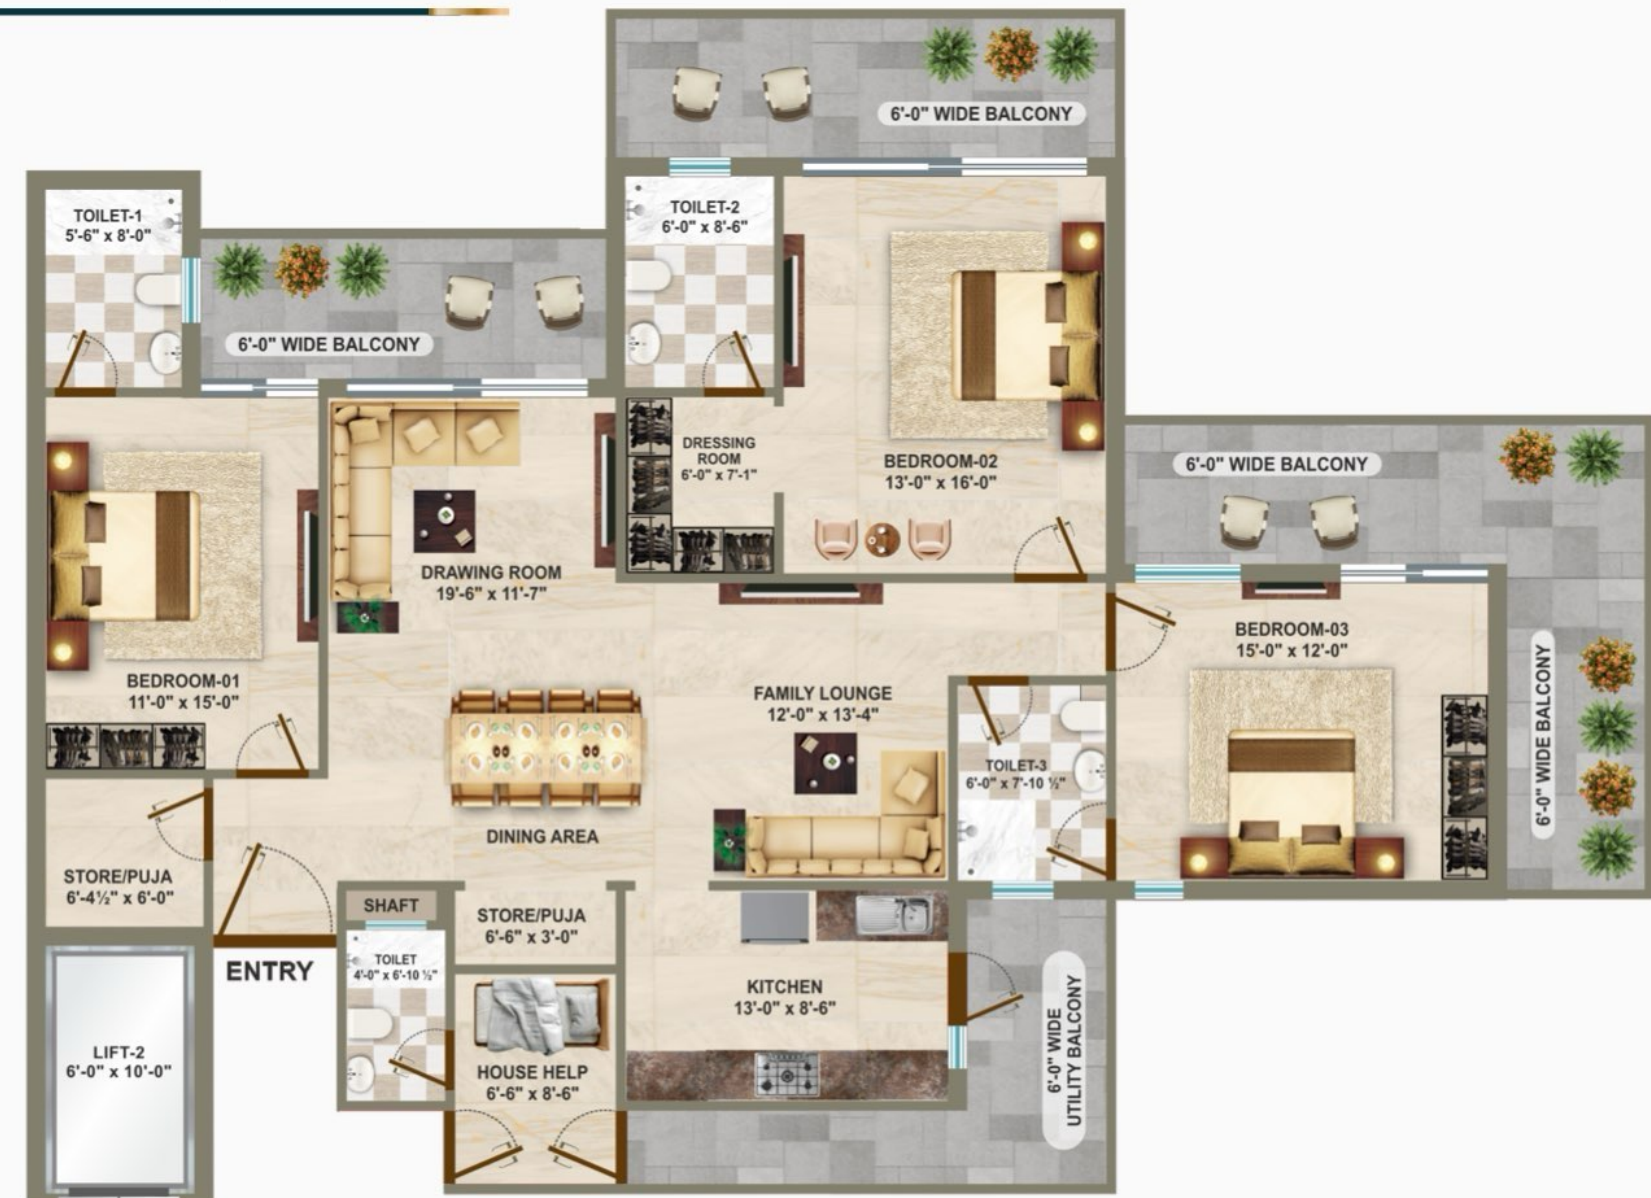 6'-0" WIDE BALCONY
TOILET-1
5'-6" x 8'-0"
TOILET-2
6'-0" x 8'-6"
6'-0" WIDE BALCONY
DRESSING
ROOM
6'-0" x 7'-1"
BEDROOM-02
13'-0" x 16'-0"
6'-0" WIDE BALCONY
DRAWING ROOM
19'-6" x 11'-7"
BEDROOM-03
15'-0" x 12'-0"
BEDROOM-01
11'-0" x 15'-0"
FAMILY LOUNGE
12'-0" x 13'-4"
6'-0" WIDE BALCONY
TOILET-3
6'-0" x 7'-10 ½"
DINING AREA
STORE/PUJA
6'-4½" x 6'-0"
SHAFT
STORE/PUJA
6'-6" x 3'-0"
ENTRY
TOILET
4'-0" x 6'-10 ½"
KITCHEN
13'-0" x 8'-6"
LIFT-2
6'-0" x 10'-0"
HOUSE HELP
6'-6" x 8'-6"
6'-0" WIDE
UTILITY BALCONY